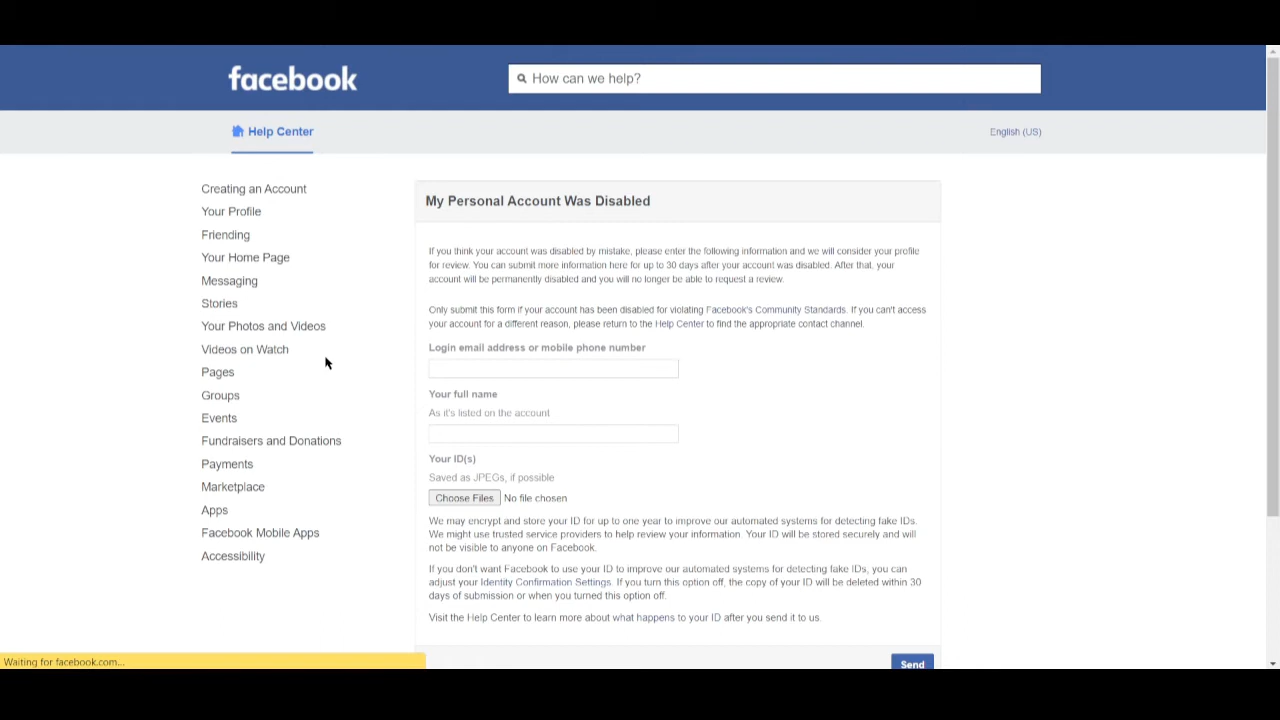 facebook
How can we help?
Help Center
English (US)
Creating an Account
Your Profile
Friending
Your Home Page
Messaging
Stories
Your Photos and Videos
Videos on Watch
Pages
Groups
Events
Fundraisers and Donations
Payments
Marketplace
Apps
Facebook Mobile Apps
Accessibility
My Personal Account Was Disabled
If you think your account was disabled by mistake, please enter the following information and we will consider your profile
for review. You can submit more information here for up to 30 days after your account was disabled. After that, your
account will be permanently disabled and you will no longer be able to request a review.
Only submit this form if your account has been disabled for violating Facebook's Community Standards. If you can't access
your account for a different reason, please return to the Help Center to find the appropriate contact channel.
Login email address or mobile phone number
Your full name
As it's listed on the account
Your ID(s)
Saved as JPEGs, if possible
Choose Files No file chosen
We may encrypt and store your ID for up to one year to improve our automated systems for detecting fake IDs.
We might use trusted service providers to help review your information. Your ID will be stored securely and will
not be visible to anyone on Facebook.
If you don't want Facebook to use your ID to improve our automated systems for detecting fake IDs, you can
adjust your Identity Confirmation Settings. If you turn this option off, the copy of your ID will be deleted within 30
days of submission or when you turned this option off.
Visit the Help Center to learn more about what happens to your ID after you send it to us.
Send
Waiting for facebook.com...